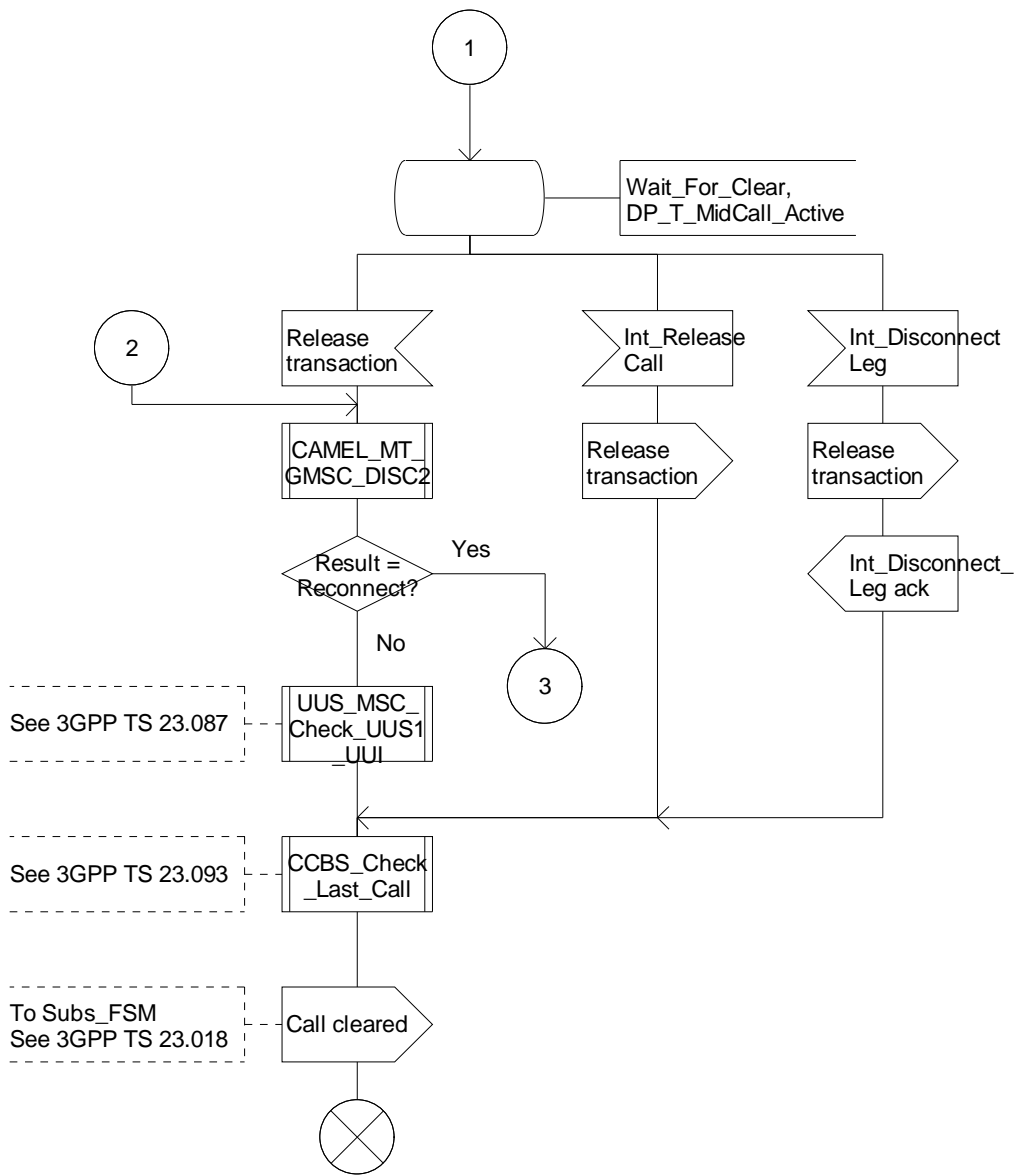 1
Wait_For_Clear,
DP_T_MidCall_Active
Release
transaction
Int_Release
Call
Int_Disconnect
Leg
2
CAMEL_MT_
GMSC_DISC2
Release
transaction
Release
transaction
Result =
Reconnect?
Yes
No
Int_Disconnect_
Leg ack
3
See 3GPP TS 23.087
UUS_MSC_
Check_UUS1
_UUI
See 3GPP TS 23.093
CCBS_Check
_Last_Call
To Subs_FSM
See 3GPP TS 23.018
Call cleared